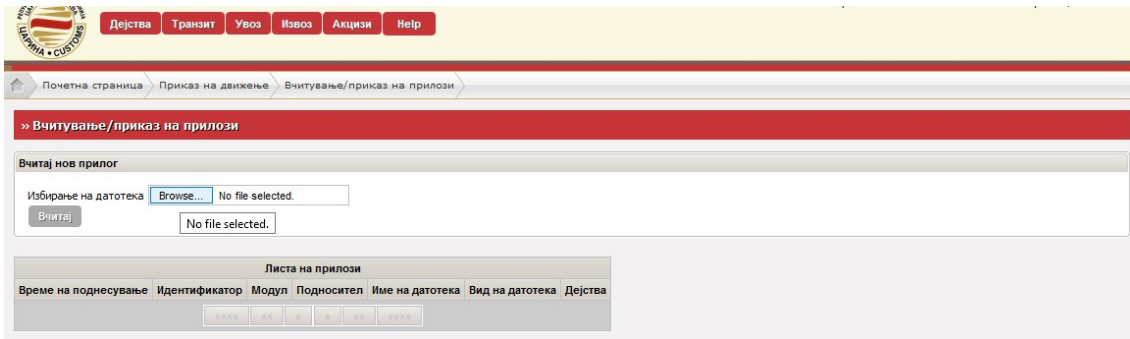 ЦАРИНА • CUSTOMS
Дејства Транзит Увоз Извоз Акцизи Help
Почетна страница Приказ на движење Вчитување/приказ на прилози
» Вчитување/приказ на прилози
Вчитај нов прилог
Избирање на датотека Browse... No file selected.
Вчитај
No file selected.
Листа на прилози
Време на поднесување Идентификатор Модул Подносител Име на датотека Вид на датотека Дејства